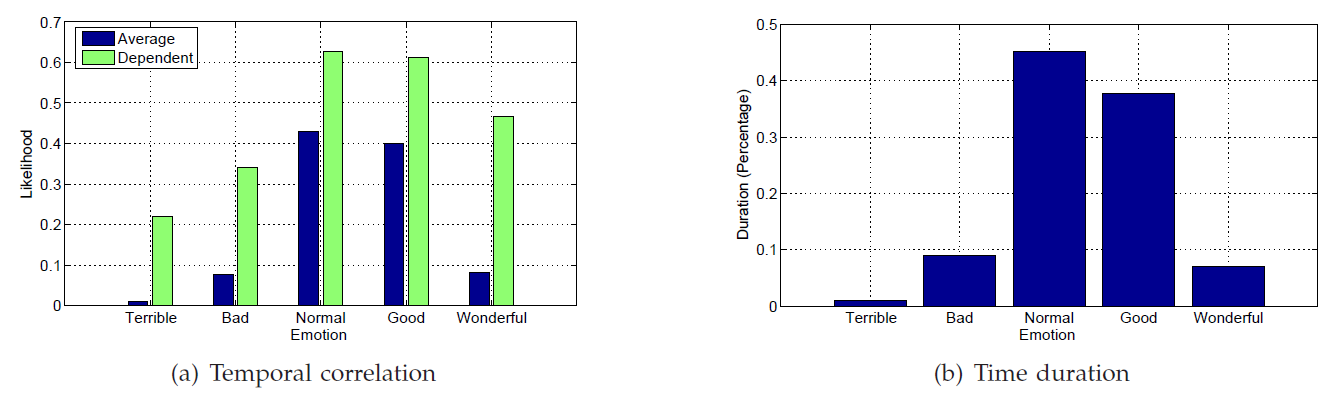 0.7
0.6
0.5
0.4
0.3
0.2
0.1
0
Likelihood
Average
Dependent
Terrible Bad Normal Good Wonderful
Emotion
(a) Temporal correlation
0.5
0.4
0.3
0.2
0.1
0
Duration (Percentage)
Terrible Bad Normal Good Wonderful
Emotion
(b) Time duration